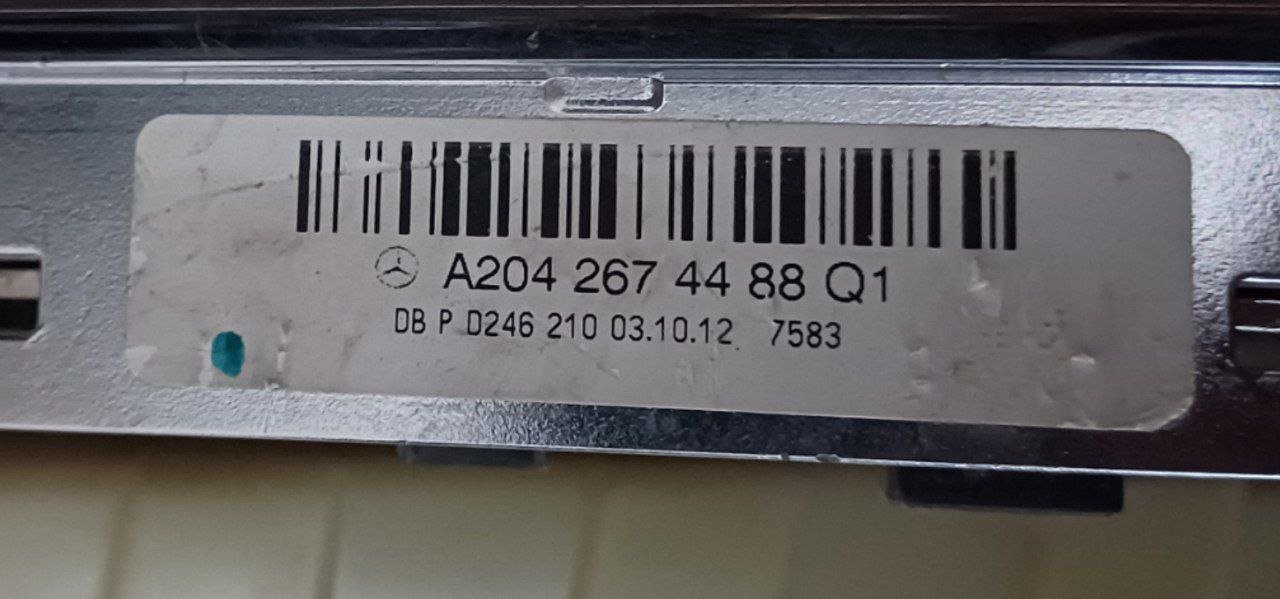 A204 267 44 88 Q1
DB P D246 210 03.10.12 7583